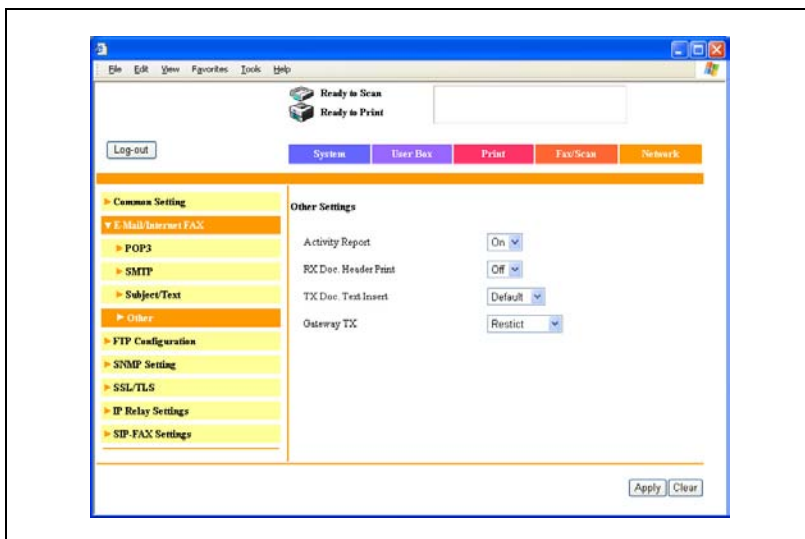 File Edit View Favorites Tools Help
Ready to Scan
Ready to Print
Log-out
System User Box Print Fax/Scan Network
Common Setting
E-Mail/Internet FAX
POP3
SMTP
Subject/Text
Other
FTP Configuration
SNMP Setting
SSL/TLS
IP Relay Settings
SIP-FAX Settings
Other Settings
Activity Report On
RX Doc. Header Print Off
TX Doc. Text Insert Default
Gateway TX Restict
Apply Clear